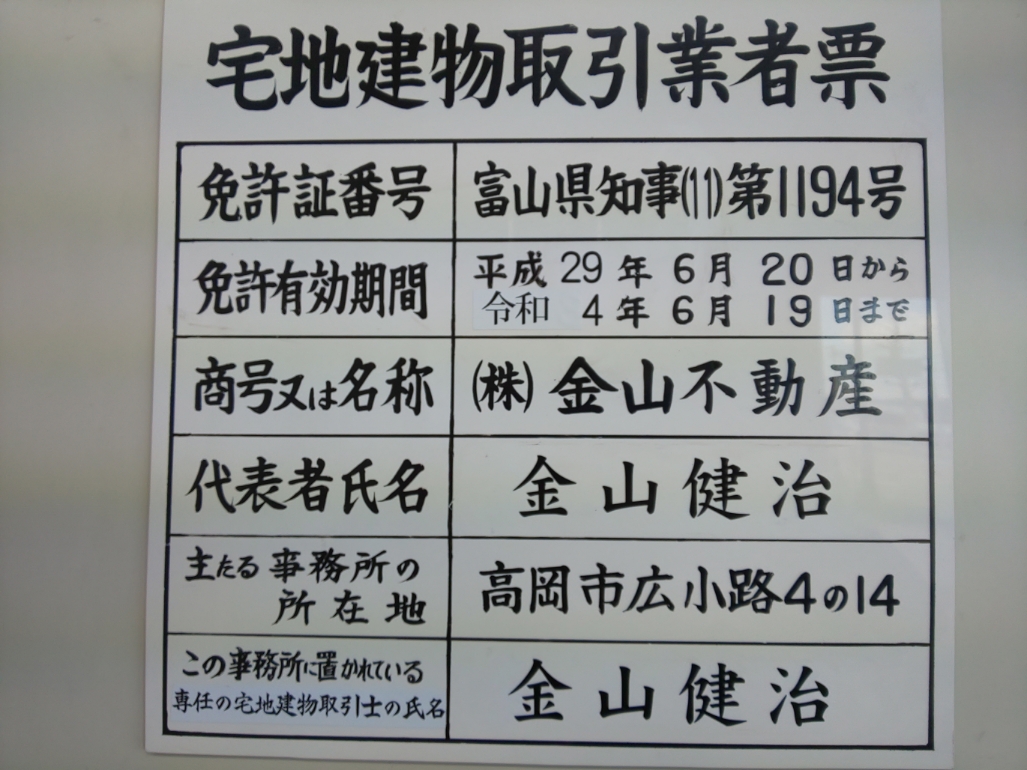 宅地建物取引業者票
免許証番号 富山県知事(11)第1194号
免許有効期間 平成29年6月20日から
令和4年6月19日まで
商号又は名称 ㈱金山不動産
代表者氏名 金山健治
主たる事務所の
所在地 高岡市広小路4の14
この事務所に置かれている
専任の宅地建物取引士の氏名 金山健治